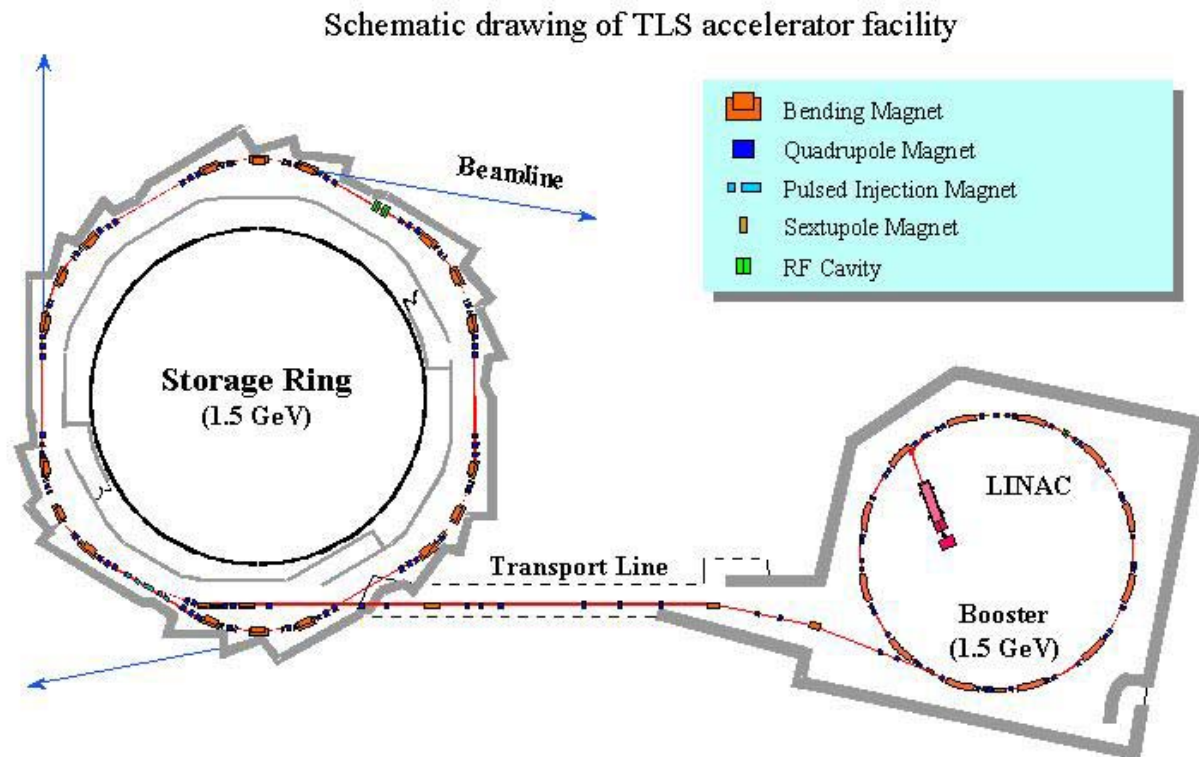 Schematic drawing of TLS accelerator facility
Bending Magnet
Quadrupole Magnet
Pulsed Injection Magnet
Sextupole Magnet
RF Cavity
Beamline
Storage Ring
(1.5 GeV)
LINAC
Transport Line
Booster
(1.5 GeV)